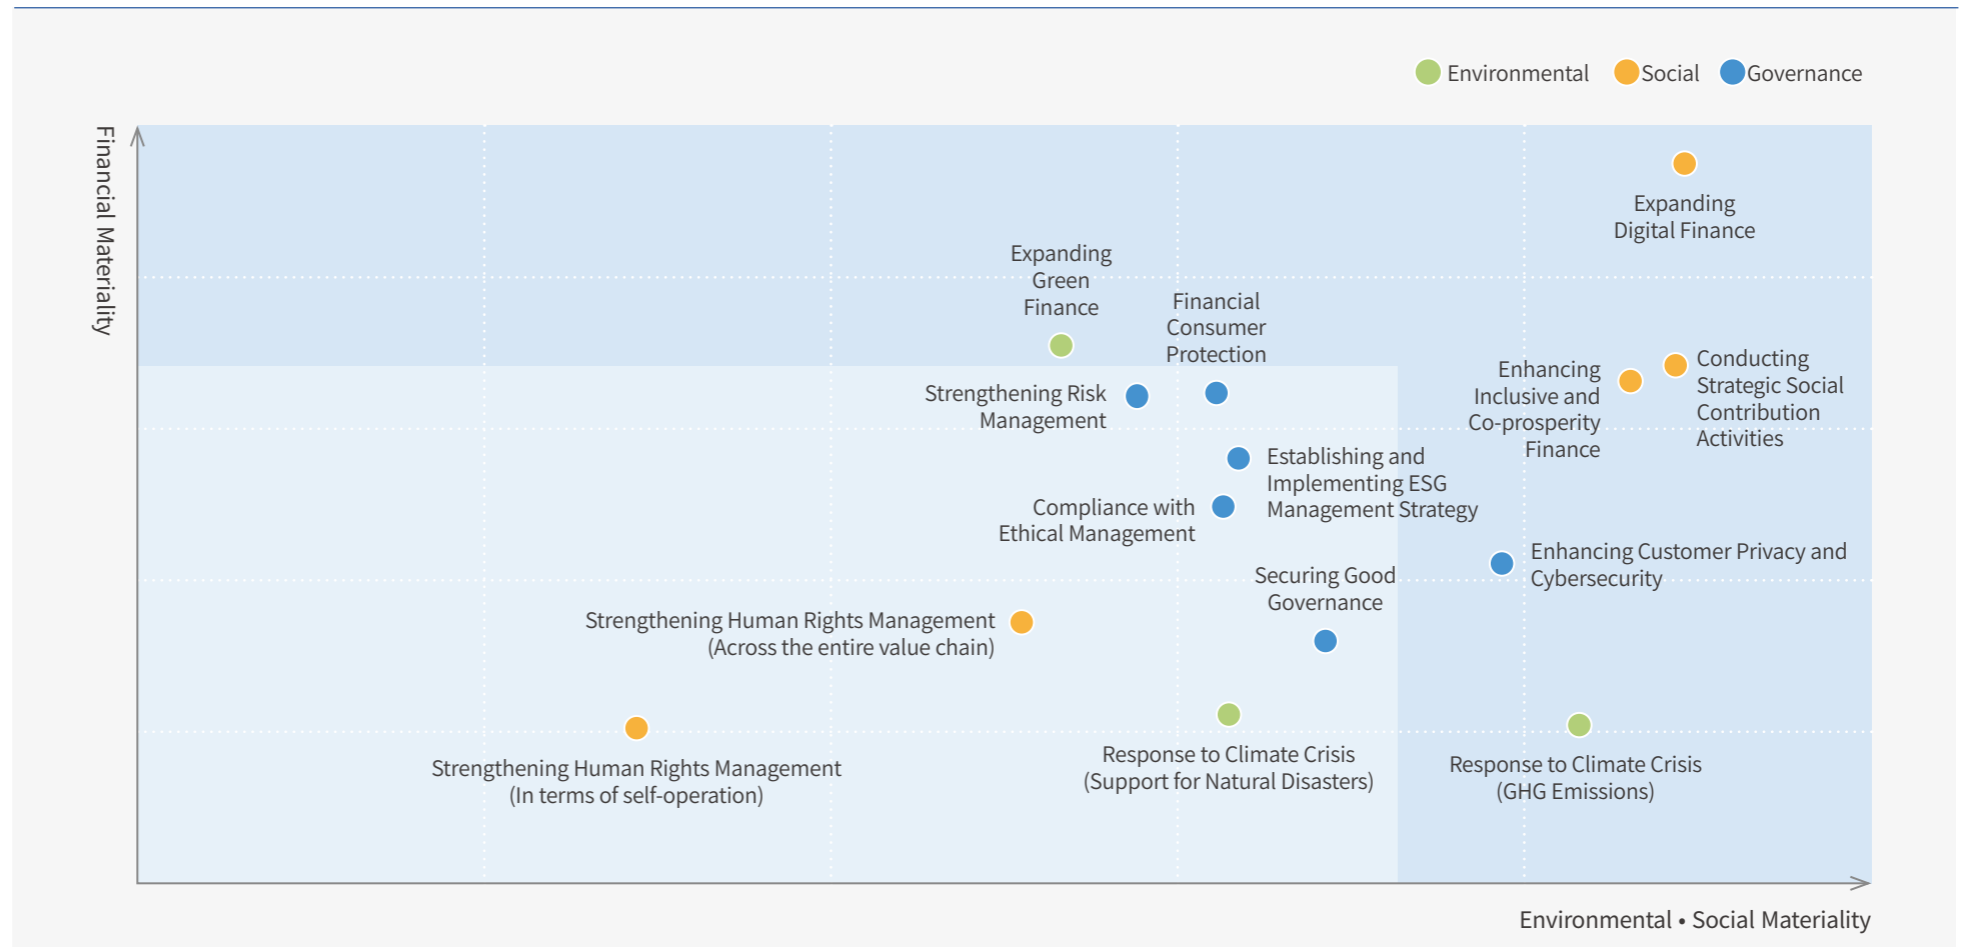 Environmental
Social
Governance
Financial Materiality
Expanding
Digital Finance
Expanding
Green
Finance
Financial
Consumer
Protection
Strengthening Risk
Management
Enhancing
Inclusive and
Co-prosperity
Finance
Conducting
Strategic Social
Contribution
Activities
Establishing and
Implementing ESG
Management Strategy
Compliance with
Ethical Management
Enhancing Customer Privacy and
Cybersecurity
Securing Good
Governance
Strengthening Human Rights Management
(Across the entire value chain)
Response to Climate Crisis
(Support for Natural Disasters)
Response to Climate Crisis
(GHG Emissions)
Strengthening Human Rights Management
(In terms of self-operation)
Environmental • Social Materiality